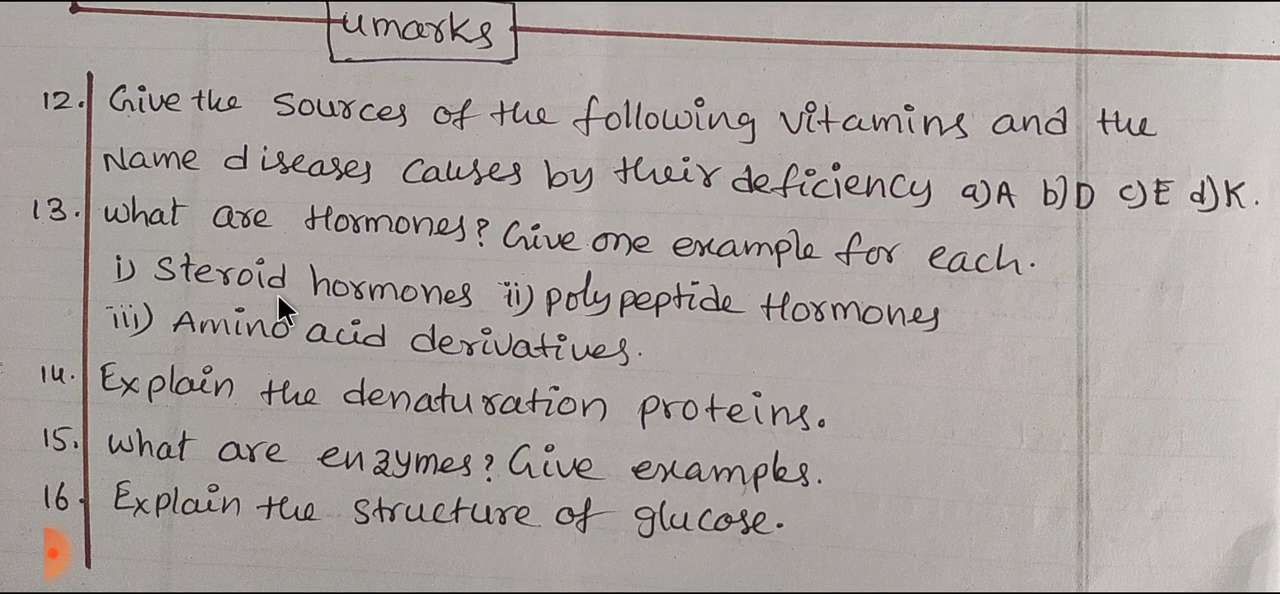 4marks
12. Give the sources of the following vitamins and the
Name diseases causes by their deficiency a)A b)D c)E d)K.
13. what are Hormones? Give one example for each.
i) Steroid hormones ii) poly peptide Hormones
iii) Amino acid derivatives.
14. Explain the denaturation proteins.
15. what are enzymes? Give examples.
16. Explain the structure of glucose.